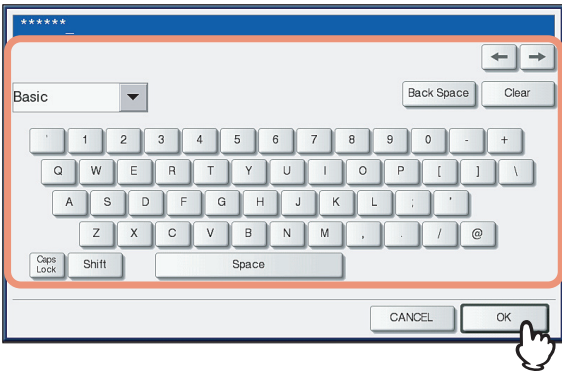 ******_
Basic
Back Space Clear
' 1 2 3 4 5 6 7 8 9 0 - +
Q W E R T Y U I O P [ ] \
A S D F G H J K L ; '
Z X C V B N M , . / @
Caps Lock Shift Space
CANCEL OK